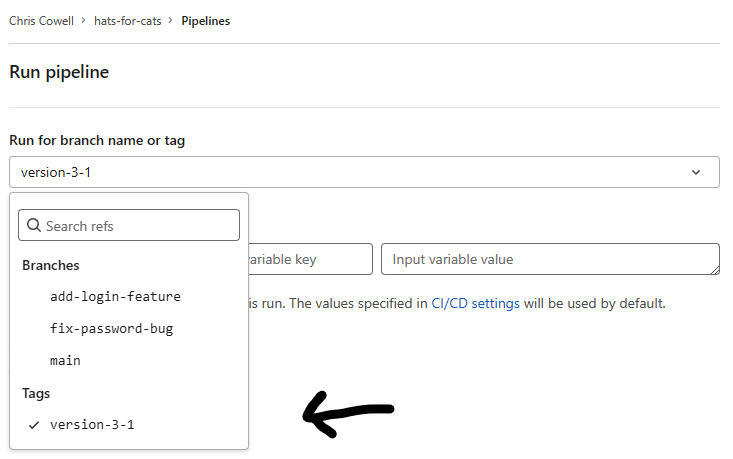 Chris Cowell > hats-for-cats > Pipelines
Run pipeline
Run for branch name or tag
version-3-1
Search refs
Branches
variable key
Input variable value
add-login-feature
is run. The values specified in CI/CD settings will be used by default.
fix-password-bug
main
Tags
version-3-1